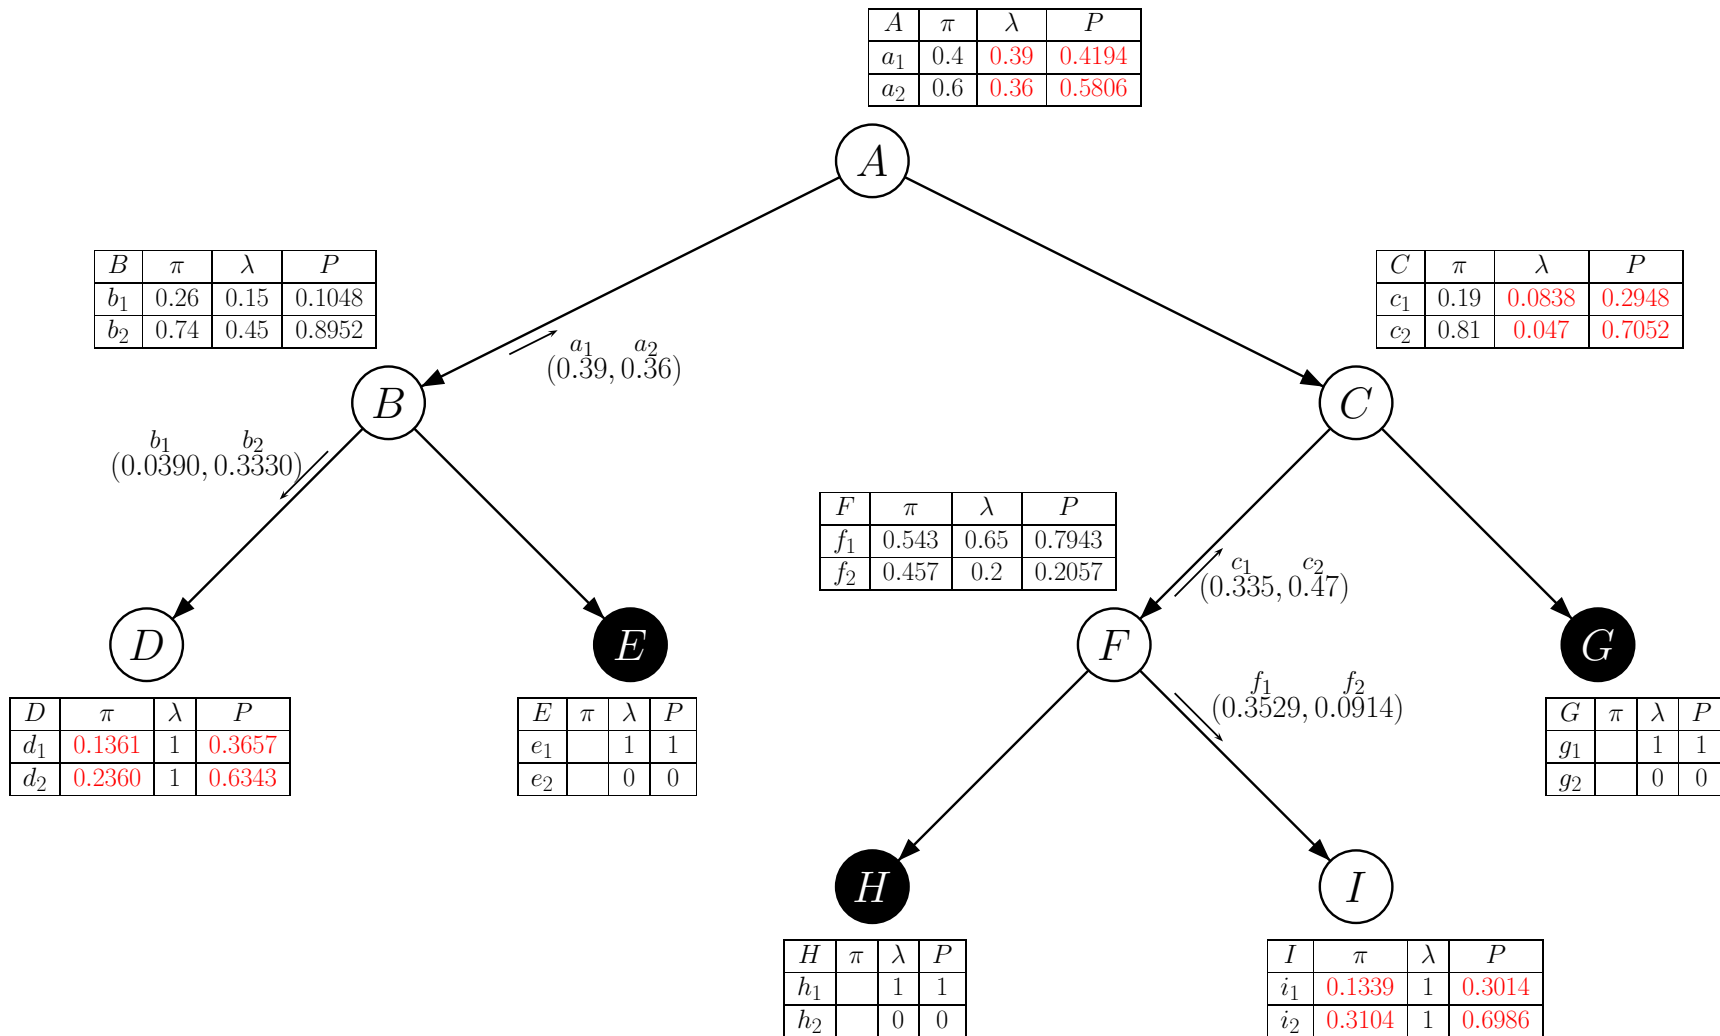 A π λ P
a1 0.4 0.39 0.4194
a2 0.6 0.36 0.5806
A
B π λ P
b1 0.26 0.15 0.1048
b2 0.74 0.45 0.8952
C π λ P
c1 0.19 0.0838 0.2948
c2 0.81 0.047 0.7052
a1 a2
(0.39, 0.36)
B
C
b1 b2
(0.0390, 0.3330)
F π λ P
f1 0.543 0.65 0.7943
f2 0.457 0.2 0.2057
c1 c2
(0.335, 0.47)
D
E
F
G
f1 f2
(0.3529, 0.0914)
D π λ P
d1 0.1361 1 0.3657
d2 0.2360 1 0.6343
E π λ P
e1 1 1
e2 0 0
G π λ P
g1 1 1
g2 0 0
H
I
H π λ P
h1 1 1
h2 0 0
I π λ P
i1 0.1339 1 0.3014
i2 0.3104 1 0.6986